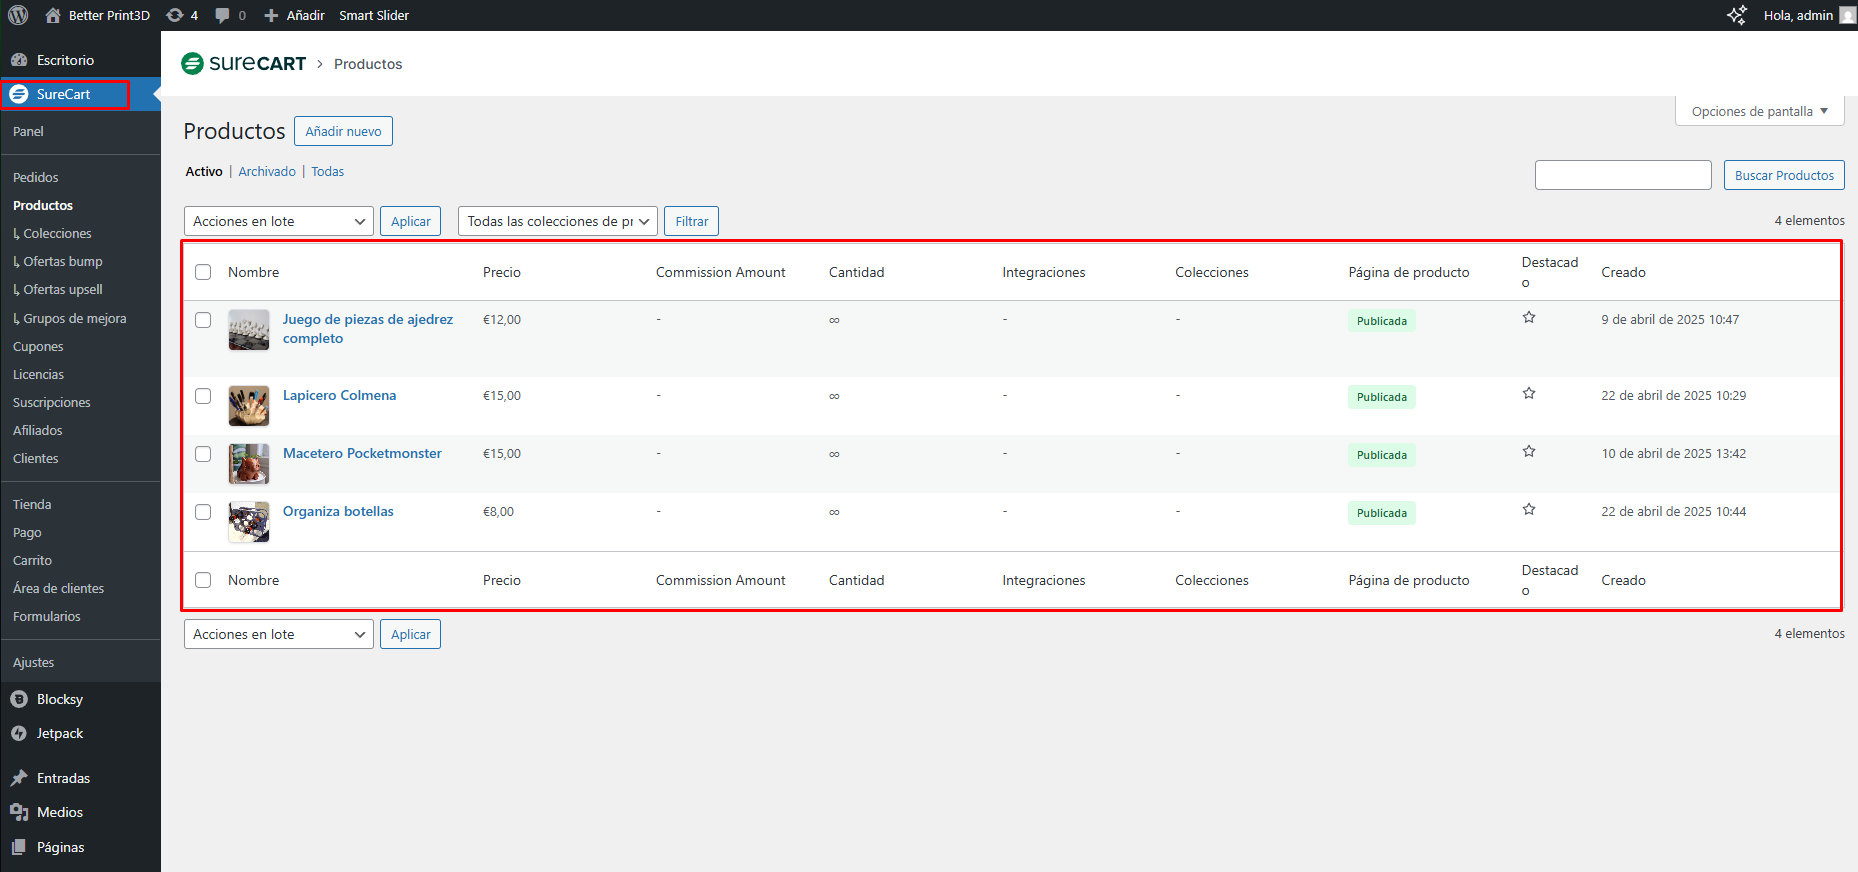 Better Print3D 4 0 Añadir Smart Slider Hola, admin
Escritorio
SureCart
Panel
Pedidos
Productos
↳ Colecciones
↳ Ofertas bump
↳ Ofertas upsell
↳ Grupos de mejora
Cupones
Licencias
Suscripciones
Afiliados
Clientes
Tienda
Pago
Carrito
Área de clientes
Formularios
Ajustes
Blocksy
Jetpack
Entradas
Medios
Páginas
SURECART > Productos
Opciones de pantalla
Productos Añadir nuevo
Activo | Archivado | Todas
Buscar Productos
Acciones en lote Aplicar Todas las colecciones de pr Filtrar 4 elementos
Nombre Precio Commission Amount Cantidad Integraciones Colecciones Página de producto Destacad
o Creado
Juego de piezas de ajedrez €12,00 - ∞ - - Publicada 9 de abril de 2025 10:47
completo
Lapicero Colmena €15,00 - ∞ - - Publicada 22 de abril de 2025 10:29
Macetero Pocketmonster €15,00 - ∞ - - Publicada 10 de abril de 2025 13:42
Organiza botellas €8,00 - ∞ - - Publicada 22 de abril de 2025 10:44
Nombre Precio Commission Amount Cantidad Integraciones Colecciones Página de producto Destacad
o Creado
Acciones en lote Aplicar 4 elementos